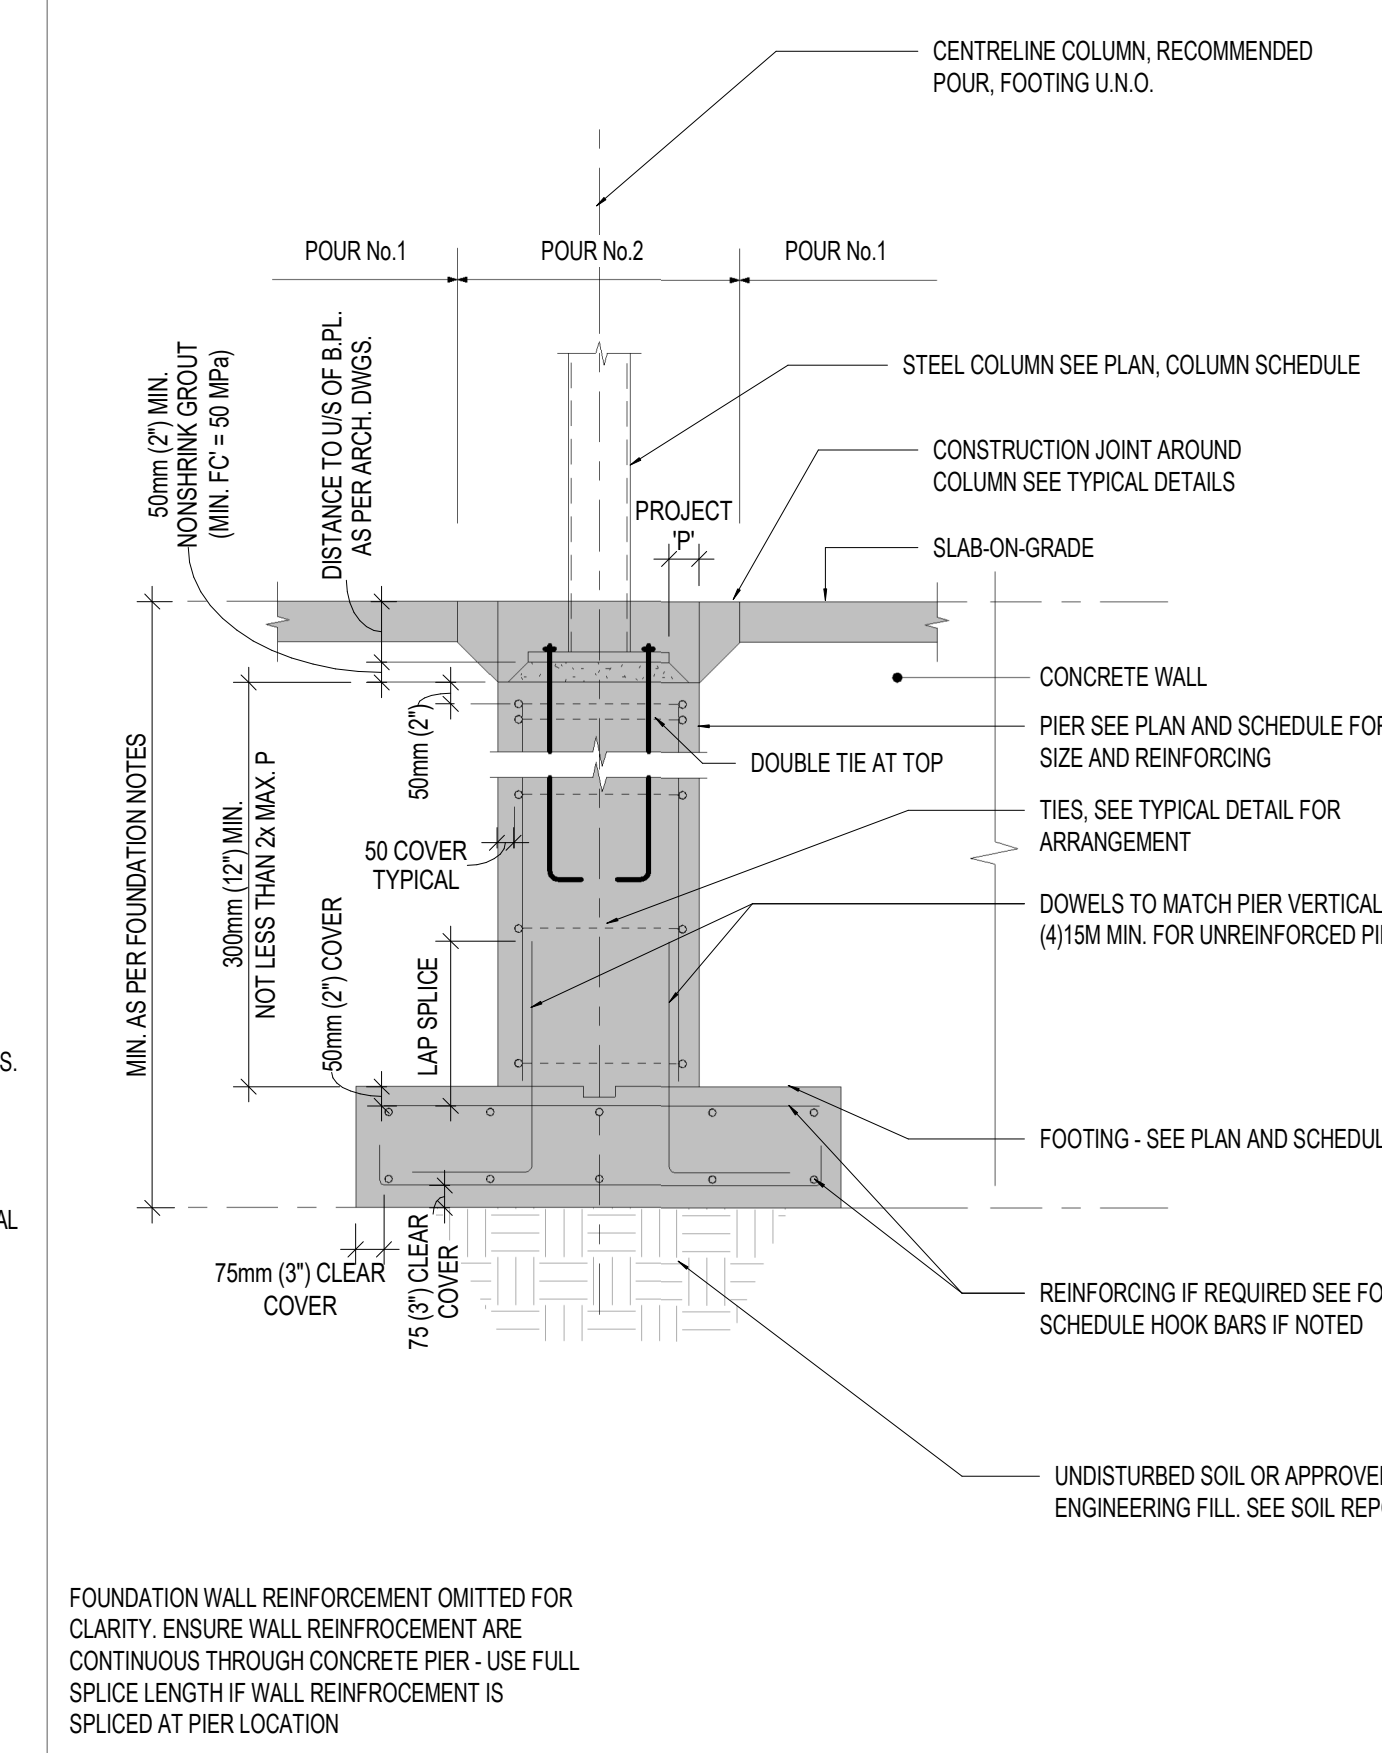 CENTRELINE COLUMN, RECOMMENDED
POUR, FOOTING U.N.O.
POUR No.1
POUR No.2
POUR No.1
50mm (2") MIN.
NONSHRINK GROUT
(MIN. FC' = 50 MPa)
DISTANCE TO U/S OF B.PL.
AS PER ARCH. DWGS.
STEEL COLUMN SEE PLAN, COLUMN SCHEDULE
CONSTRUCTION JOINT AROUND
COLUMN SEE TYPICAL DETAILS
PROJECT
'P'
SLAB-ON-GRADE
CONCRETE WALL
PIER SEE PLAN AND SCHEDULE FOR
SIZE AND REINFORCING
50mm (2")
DOUBLE TIE AT TOP
MIN. AS PER FOUNDATION NOTES
300mm (12") MIN.
NOT LESS THAN 2x MAX. P
TIES, SEE TYPICAL DETAIL FOR
ARRANGEMENT
50 COVER
TYPICAL
DOWELS TO MATCH PIER VERTICAL
(4)15M MIN. FOR UNREINFORCED
50mm (2") COVER
LAP SPLICE
S.
FOOTING - SEE PLAN AND
AL
75mm (3") CLEAR
COVER
75 (3") CLEAR
COVER
REINFORCING IF REQUIRED SEE
SCHEDULE HOOK BARS IF NOTED
UNDISTURBED SOIL OR
ENGINEERING FILL. SEE SOIL
FOUNDATION WALL REINFORCEMENT OMITTED FOR
CLARITY. ENSURE WALL REINFROCEMENT ARE
CONTINUOUS THROUGH CONCRETE PIER - USE FULL
SPLICE LENGTH IF WALL REINFROCEMENT IS
SPLICED AT PIER LOCATION